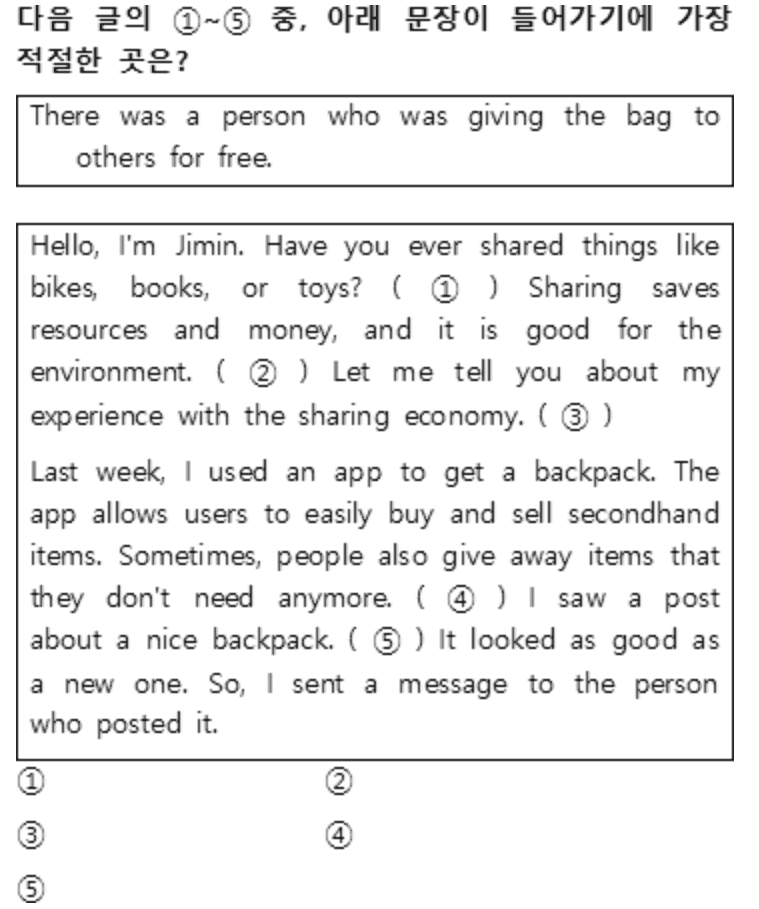 다음 글의 ①~⑤ 중, 아래 문장이 들어가기에 가장
적절한 곳은?
There was a person who was giving the bag to
others for free.
Hello, I'm Jimin. Have you ever shared things like
bikes, books, or toys? ( ① ) Sharing saves
resources and money, and it is good for the
environment. ( ② ) Let me tell you about my
experience with the sharing economy. ( ③ )
Last week, I used an app to get a backpack. The
app allows users to easily buy and sell secondhand
items. Sometimes, people also give away items that
they don't need anymore. ( ④ ) I saw a post
about a nice backpack. ( ⑤ ) It looked as good as
a new one. So, I sent a message to the person
who posted it.
① ②
③ ④
⑤